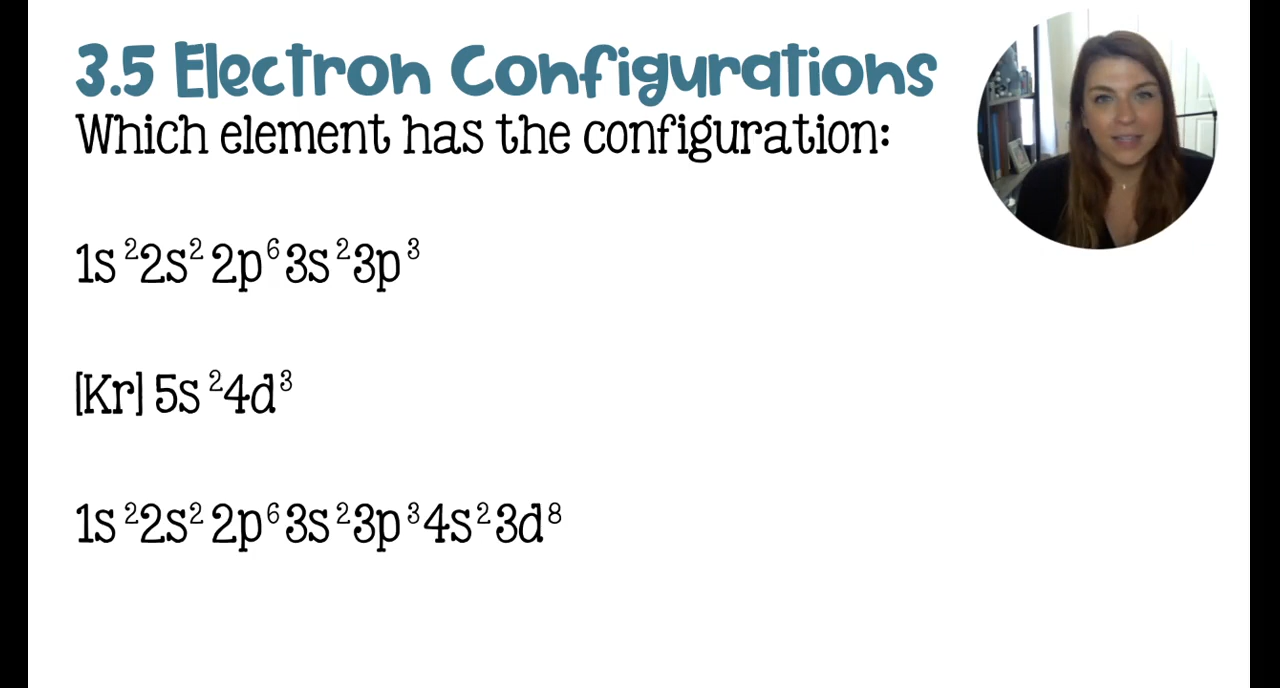 3.5 Electron Configurations
Which element has the configuration:
1s²2s²2p⁶3s²3p³
[Kr]5s²4d³
1s²2s²2p⁶3s²3p³4s²3d⁸